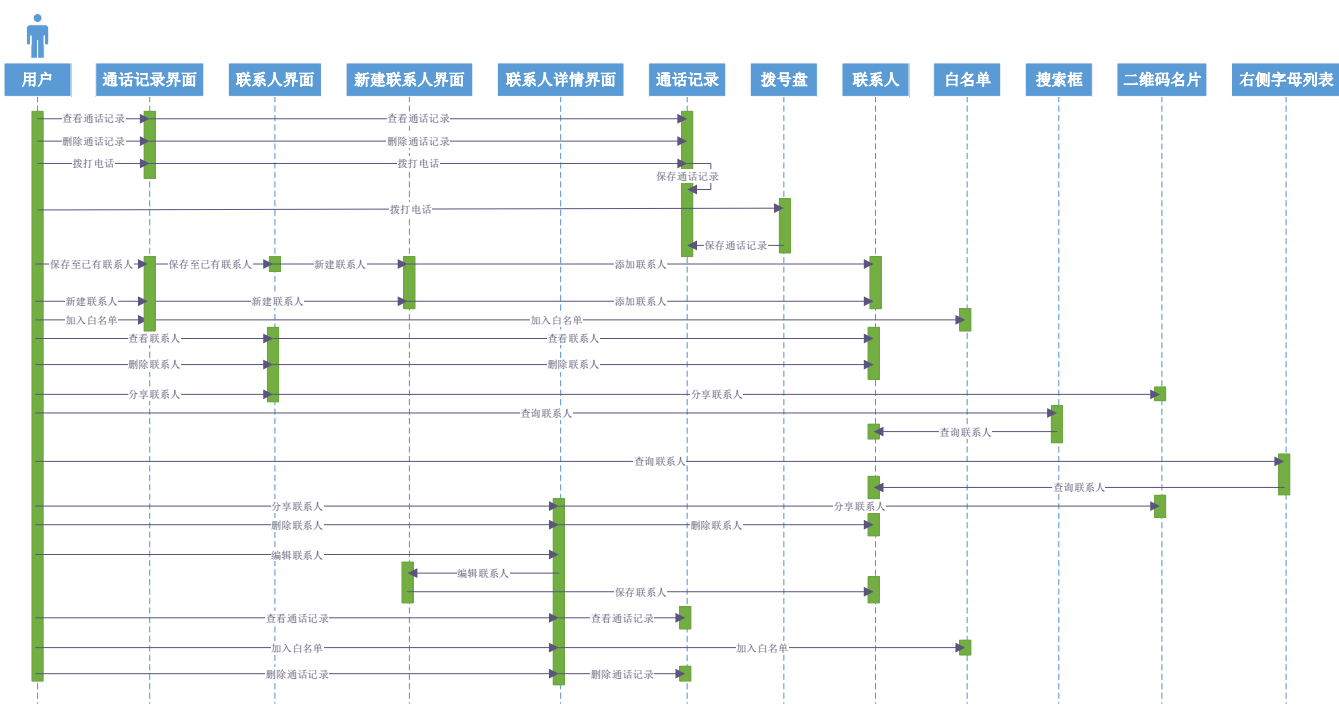 用户 通话记录界面 联系人界面 新建联系人界面 联系人详情界面 通话记录 拨号盘 联系人 白名单 搜索框 二维码名片 右侧字母列表
查看通话记录 查看通话记录
删除通话记录 删除通话记录
拨打电话 拨打电话
保存通话记录
拨打电话
保存通话记录
保存至已有联系人 保存至已有联系人 新建联系人 添加联系人
新建联系人 新建联系人 添加联系人
加入白名单 加入白名单
查看联系人 查看联系人
删除联系人 删除联系人
分享联系人 分享联系人
查询联系人
查询联系人
查询联系人
查询联系人
分享联系人 分享联系人
删除联系人 删除联系人
编辑联系人
编辑联系人
保存联系人
查看通话记录 查看通话记录
加入白名单 加入白名单
删除通话记录 删除通话记录